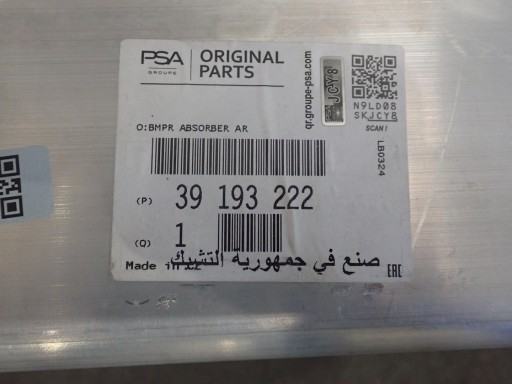 PSA
GROUPE
ORIGINAL
PARTS
qr.groupe-psa.com
JCY8
N9LD08
SKJCY8
SCAN !
LB0324
O:BMPR ABSORBER AR
(P) 39 193 222
(Q) 1
Made in CZ
صنع في جمهورية التشيك
EAC